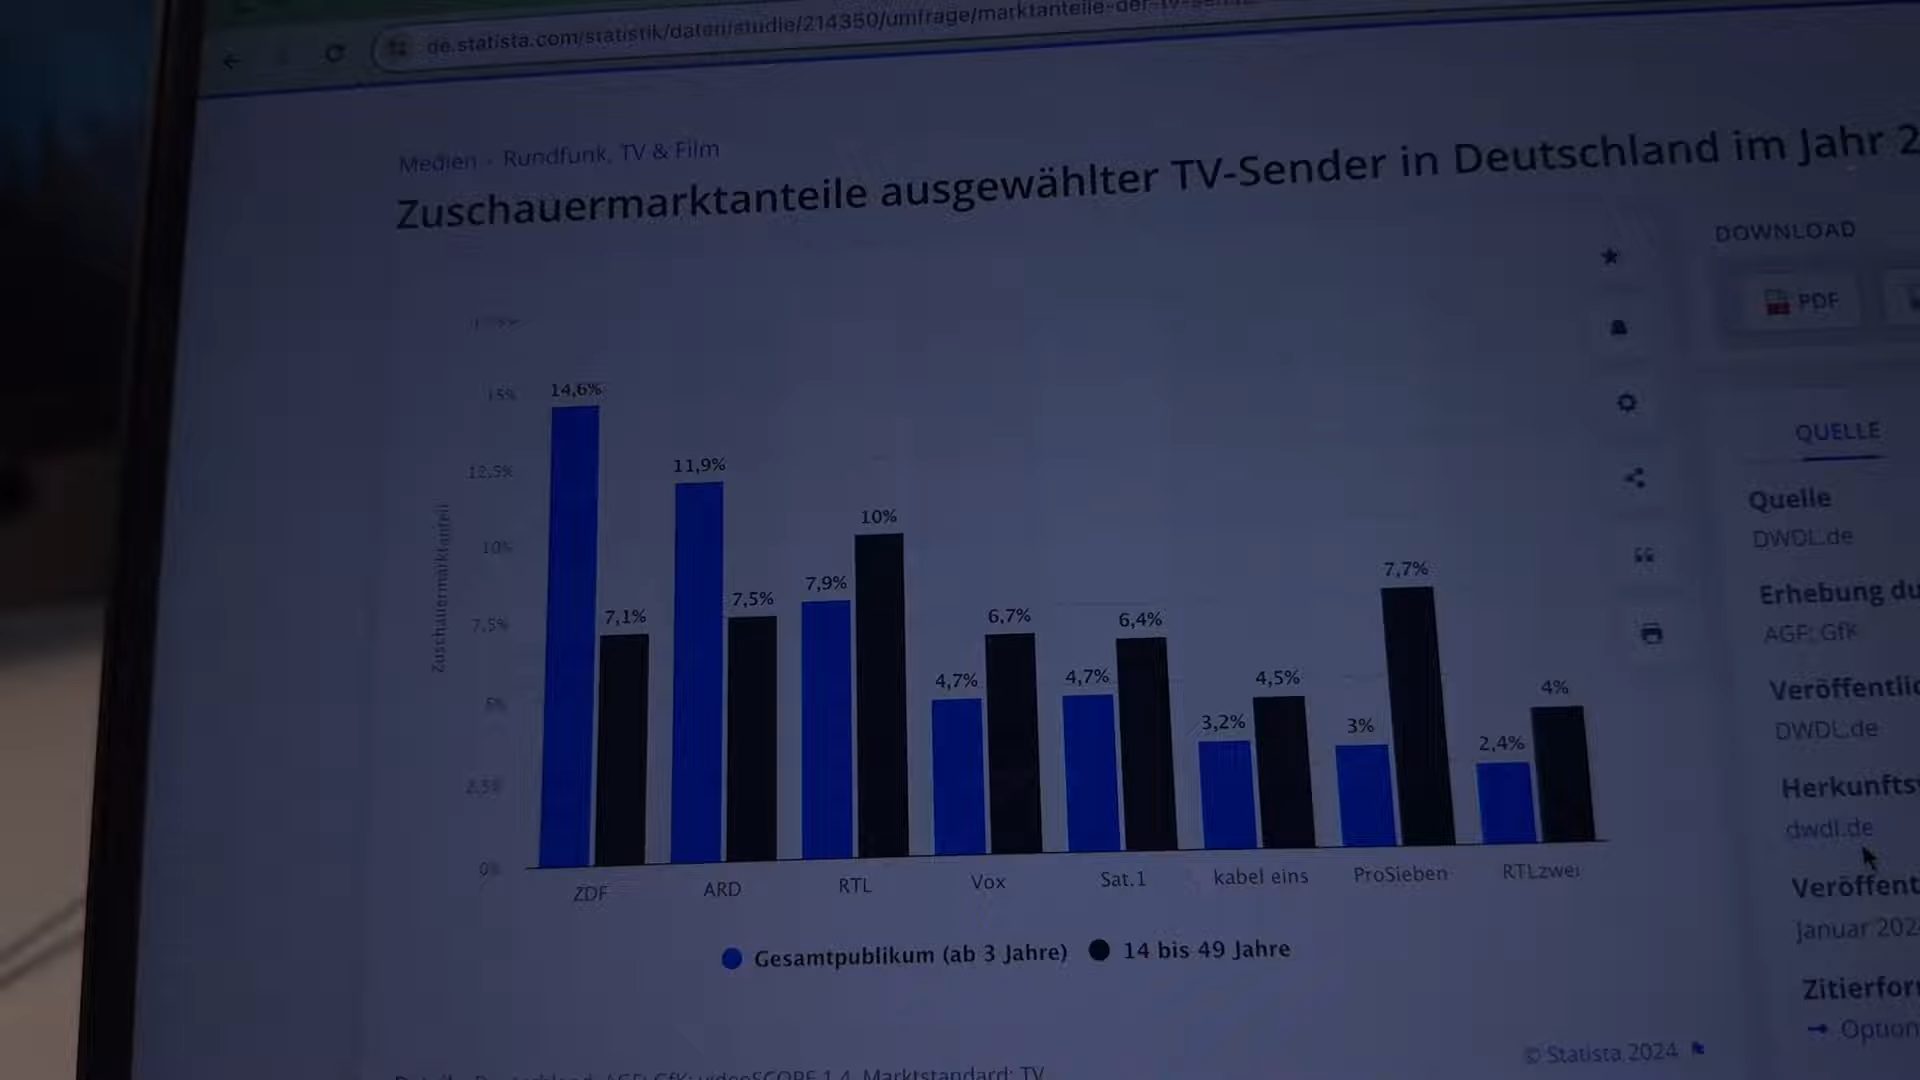 de.statista.com/statistik/daten/studie/214350/umfrage/marktanteile-der-tv-sen
Medien - Rundfunk, TV & Film
Zuschauermarktanteile ausgewählter TV-Sender in Deutschland im Jahr 2
DOWNLOAD
PDF
QUELLE
Quelle
DWDL.de
Erhebung du
AGF; GfK
Veröffentlic
DWDL.de
Herkunfts
dwdl.de
Veröffent
Januar 202
Zitierfor
Option
Zuschauermarktanteil
15%
12,5%
10%
7,5%
5%
2,5%
0%
14,6%
7,1%
11,9%
7,5%
7,9%
10%
4,7%
6,7%
4,7%
6,4%
3,2%
4,5%
3%
7,7%
2,4%
4%
ZDF
ARD
RTL
Vox
Sat.1
kabel eins
ProSieben
RTLzwei
Gesamtpublikum (ab 3 Jahre)
14 bis 49 Jahre
© Statista 2024